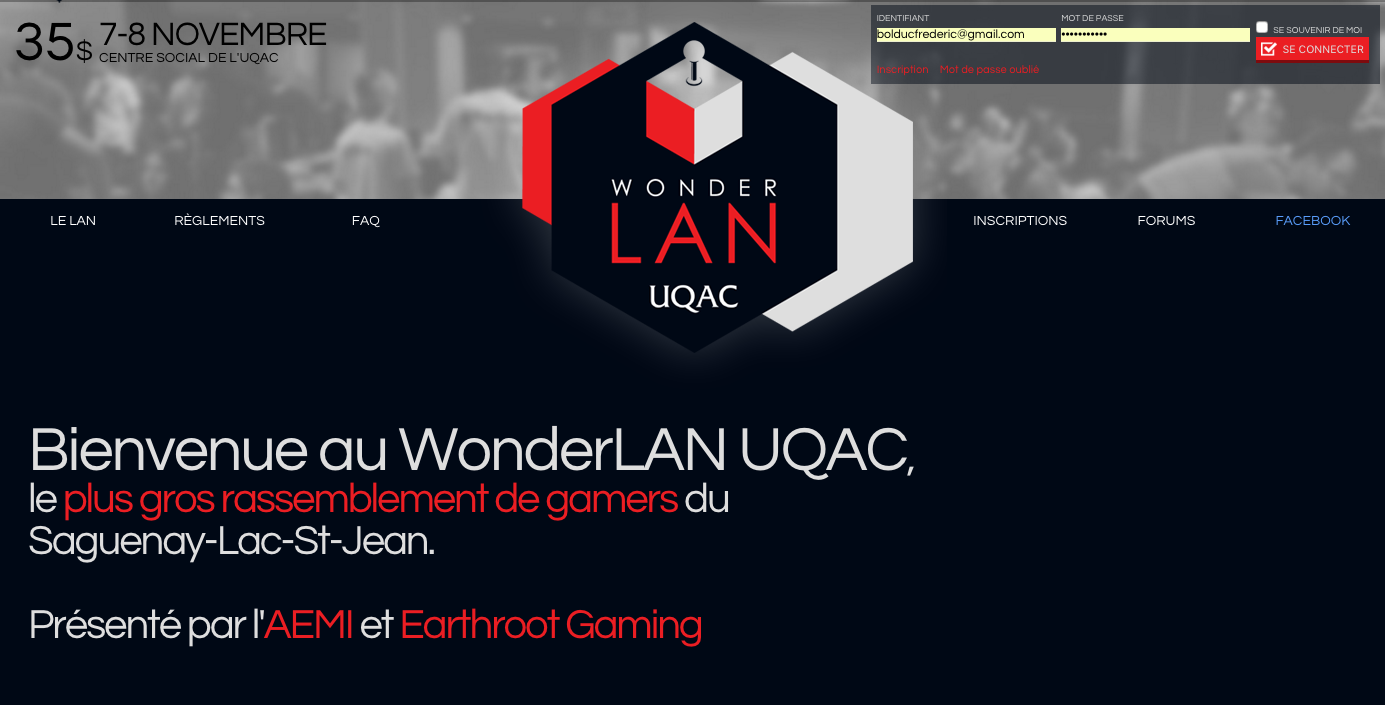 35$
7-8 NOVEMBRE
CENTRE SOCIAL DE L'UQAC
IDENTIFIANT
MOT DE PASSE
bolducfrederic@gmail.com
•••••••••••
SE SOUVENIR DE MOI
SE CONNECTER
Inscription
Mot de passe oublié
LE LAN
RÈGLEMENTS
FAQ
WONDER
LAN
UQAC
INSCRIPTIONS
FORUMS
FACEBOOK
Bienvenue au WonderLAN UQAC,
le plus gros rassemblement de gamers du
Saguenay-Lac-St-Jean.
Présenté par l'AEMI et Earthroot Gaming